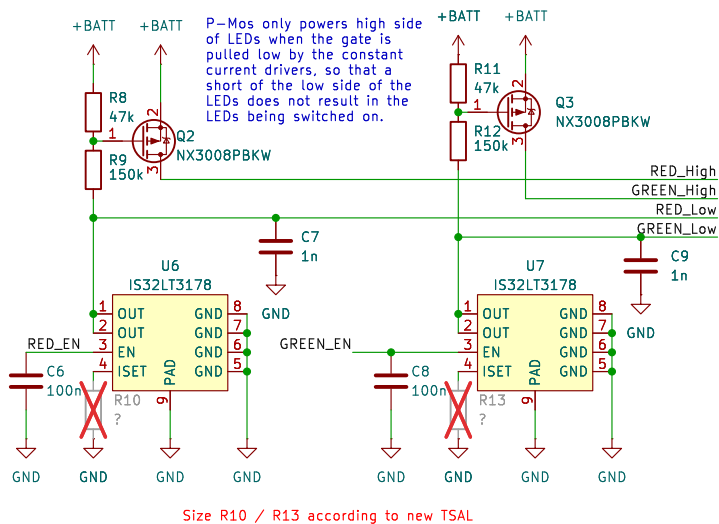 +BATT
+BATT
P-Mos only powers high side
of LEDs when the gate is
pulled low by the constant
current drivers, so that a
short of the low side of the
LEDs does not result in the
LEDs being switched on.
+BATT
+BATT
R8
47k
R9
150k
1
2
3
Q2
NX3008PBKW
R11
47k
R12
150k
1
2
3
Q3
NX3008PBKW
RED_High
GREEN_High
RED_Low
GREEN_Low
C7
1n
GND
C9
1n
GND
U6
IS32LT3178
1 OUT GND 8
2 OUT GND 7
3 EN GND 6
4 ISET GND 5
PAD
9
RED_EN
C6
100n
R10
?
U7
IS32LT3178
1 OUT GND 8
2 OUT GND 7
3 EN GND 6
4 ISET GND 5
PAD
9
GREEN_EN
C8
100n
R13
?
GND
GND
GND
GND
GND
GND
GND
GND
Size R10 / R13 according to new TSAL